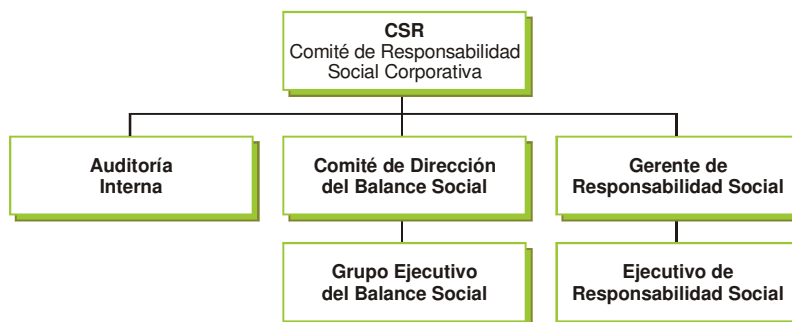 CSR
Comité de Responsabilidad
Social Corporativa
Auditoría
Interna
Comité de Dirección
del Balance Social
Gerente de
Responsabilidad Social
Grupo Ejecutivo
del Balance Social
Ejecutivo de
Responsabilidad Social